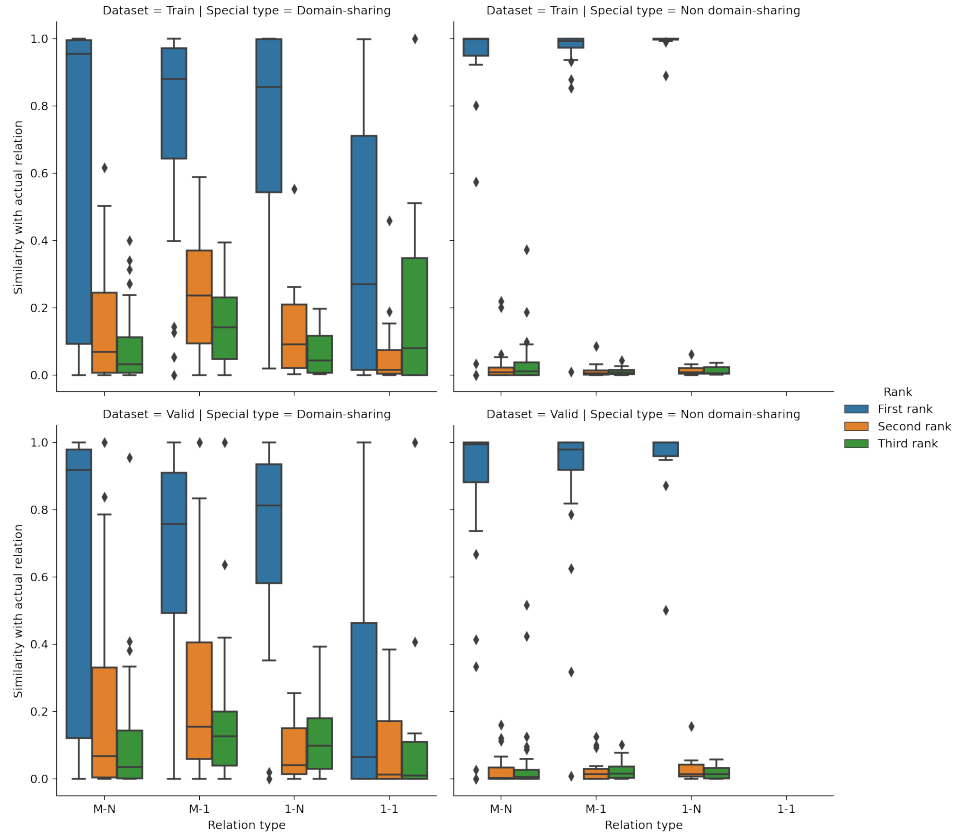 Dataset = Train | Special type = Domain-sharing
Dataset = Train | Special type = Non domain-sharing
1.0
0.8
0.6
0.4
0.2
0.0
Similarity with actual relation
Dataset = Valid | Special type = Domain-sharing
Dataset = Valid | Special type = Non domain-sharing
1.0
0.8
0.6
0.4
0.2
0.0
Similarity with actual relation
M-N
M-1
1-N
1-1
Relation type
M-N
M-1
1-N
1-1
Relation type
Rank
First rank
Second rank
Third rank